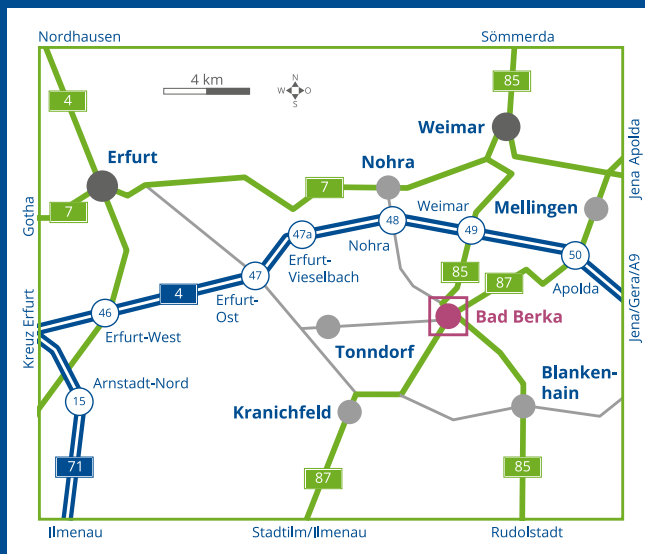 Nordhausen
Sömmerda
4 km
N
W
O
S
85
4
Weimar
Erfurt
Nohra
7
Jena Apolda
Gotha
7
Weimar
Mellingen
47a
48
49
Nohra
Erfurt-
Vieselbach
50
47
4
85
87
Apolda
Erfurt-
Ost
Jena/Gera/A9
Kreuz Erfurt
46
Erfurt-West
Bad Berka
Tonndorf
Arnstadt-Nord
15
Blanken-
hain
Kranichfeld
71
87
85
Ilmenau
Stadtilm/Ilmenau
Rudolstadt